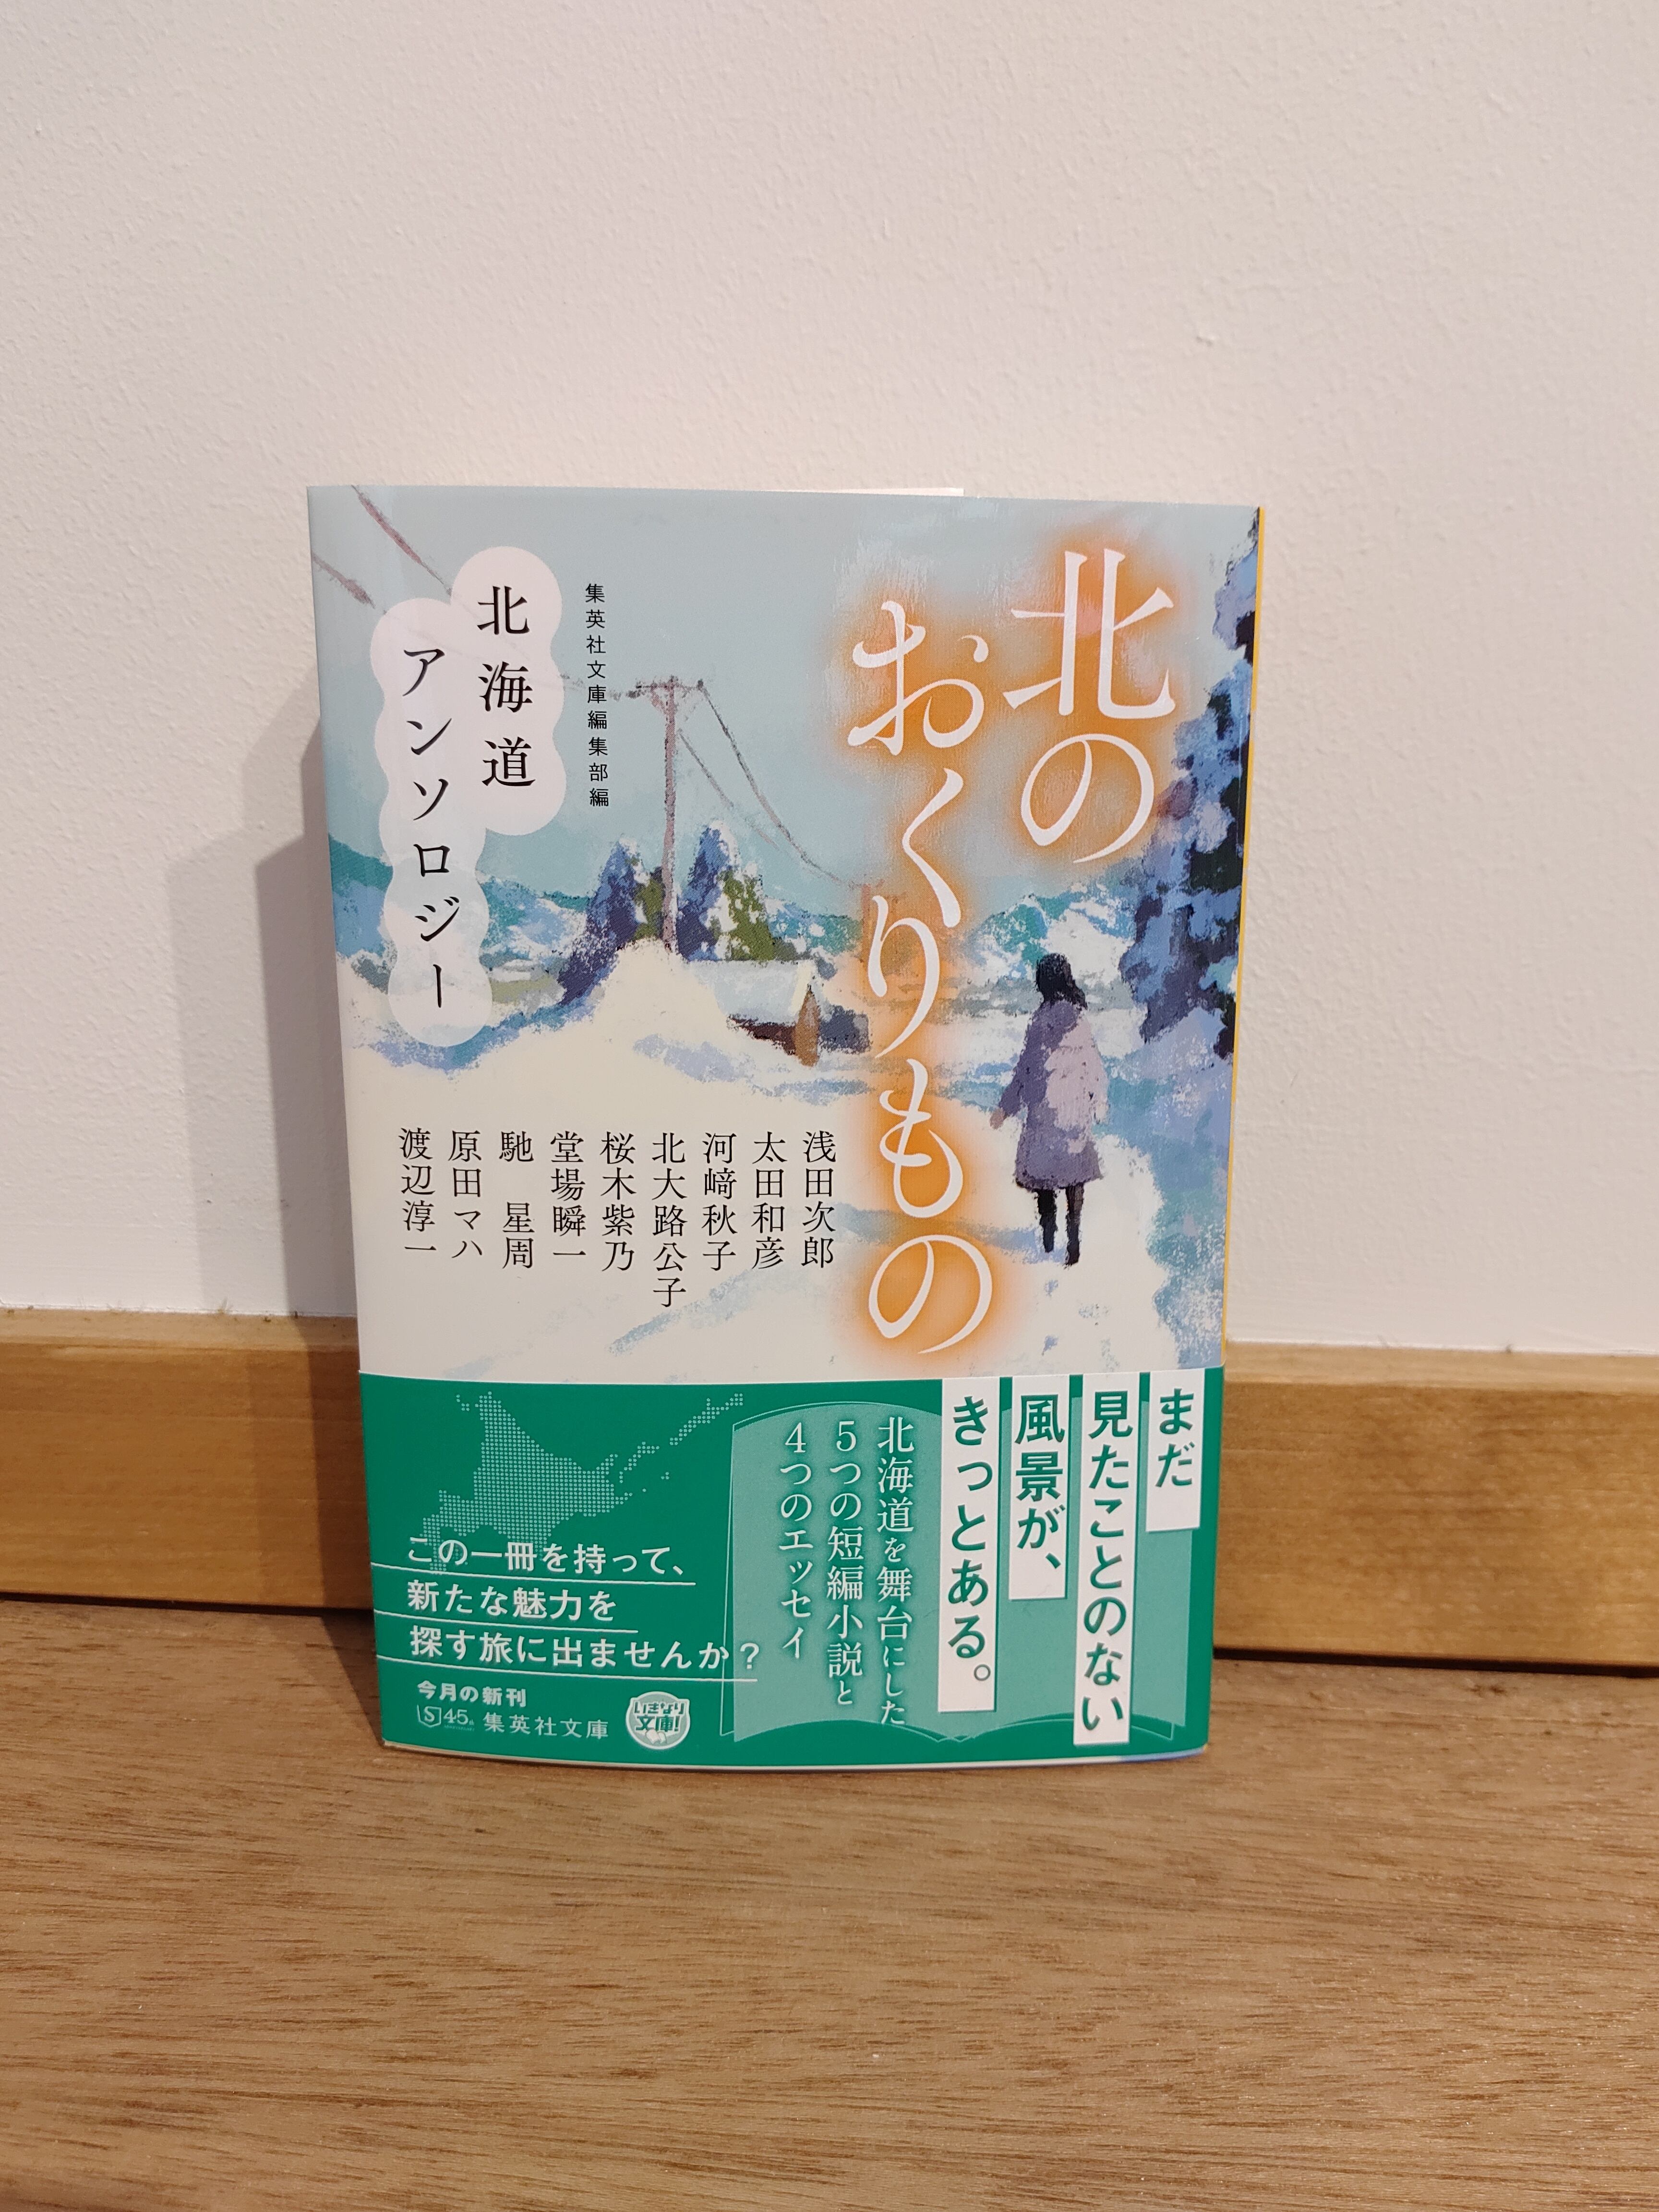 北の
おくりもの
集英社文庫編集部編
北海道
アンソロジー
浅田次郎
太田和彦
河﨑秋子
北大路公子
桜木紫乃
堂場瞬一
馳 星周
原田マハ
渡辺淳一
まだ
見たことのない
風景が、
きっとある。
北海道を舞台にした
5つの短編小説と
4つのエッセイ
この一冊を持って、
新たな魅力を
探す旅に出ませんか?
今月の新刊
S 45th 集英社文庫